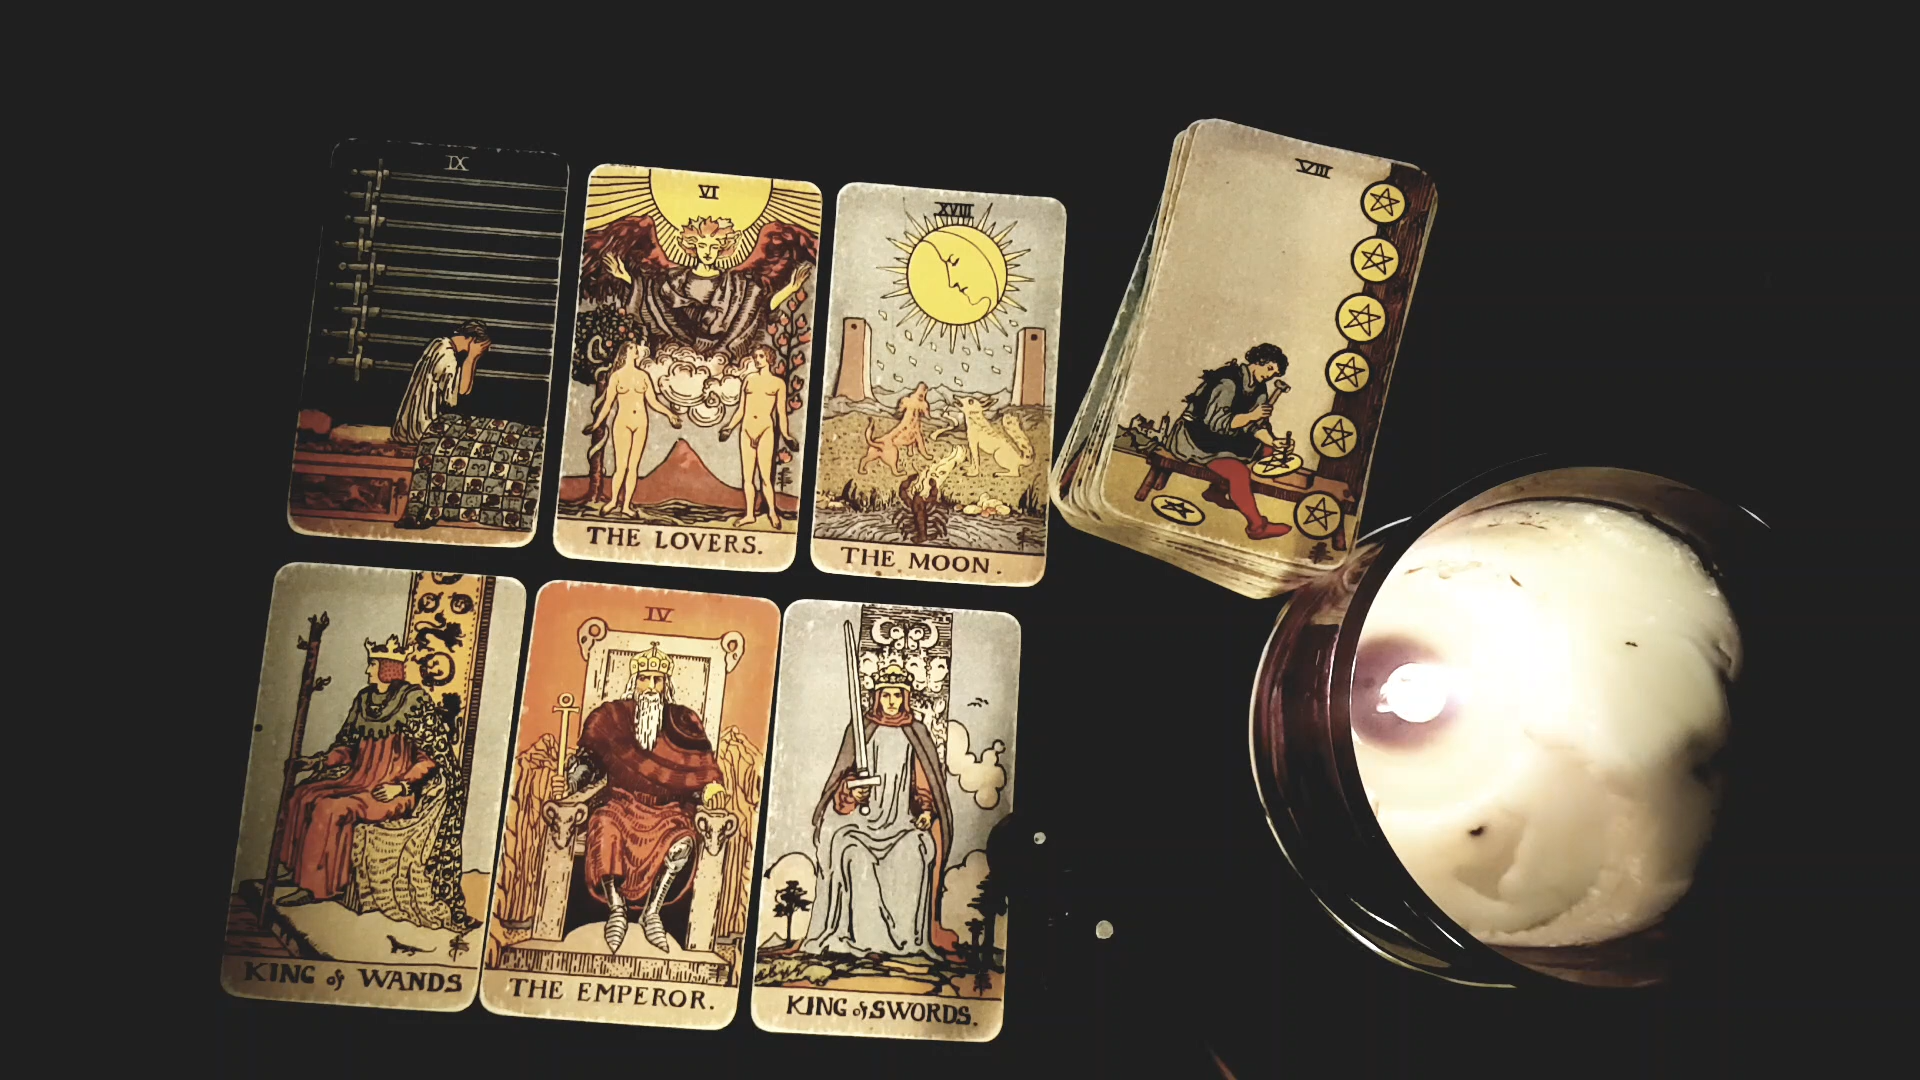 IX
VI
THE LOVERS.
XVIII
THE MOON.
VIII
KING of WANDS
IV
THE EMPEROR.
KING of SWORDS.